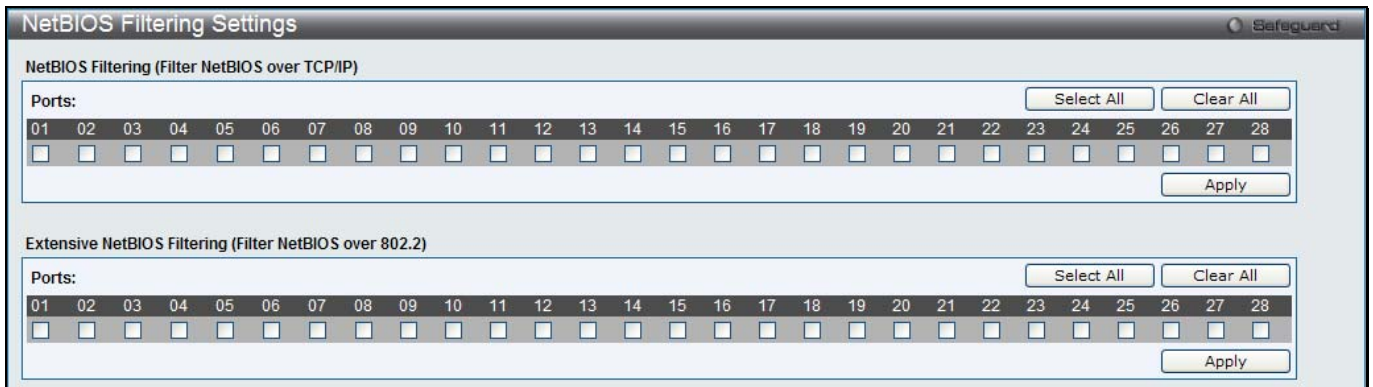 NetBIOS Filtering Settings Safeguard
NetBIOS Filtering (Filter NetBIOS over TCP/IP)
Ports: Select All Clear All
01 02 03 04 05 06 07 08 09 10 11 12 13 14 15 16 17 18 19 20 21 22 23 24 25 26 27 28
Apply
Extensive NetBIOS Filtering (Filter NetBIOS over 802.2)
Ports: Select All Clear All
01 02 03 04 05 06 07 08 09 10 11 12 13 14 15 16 17 18 19 20 21 22 23 24 25 26 27 28
Apply